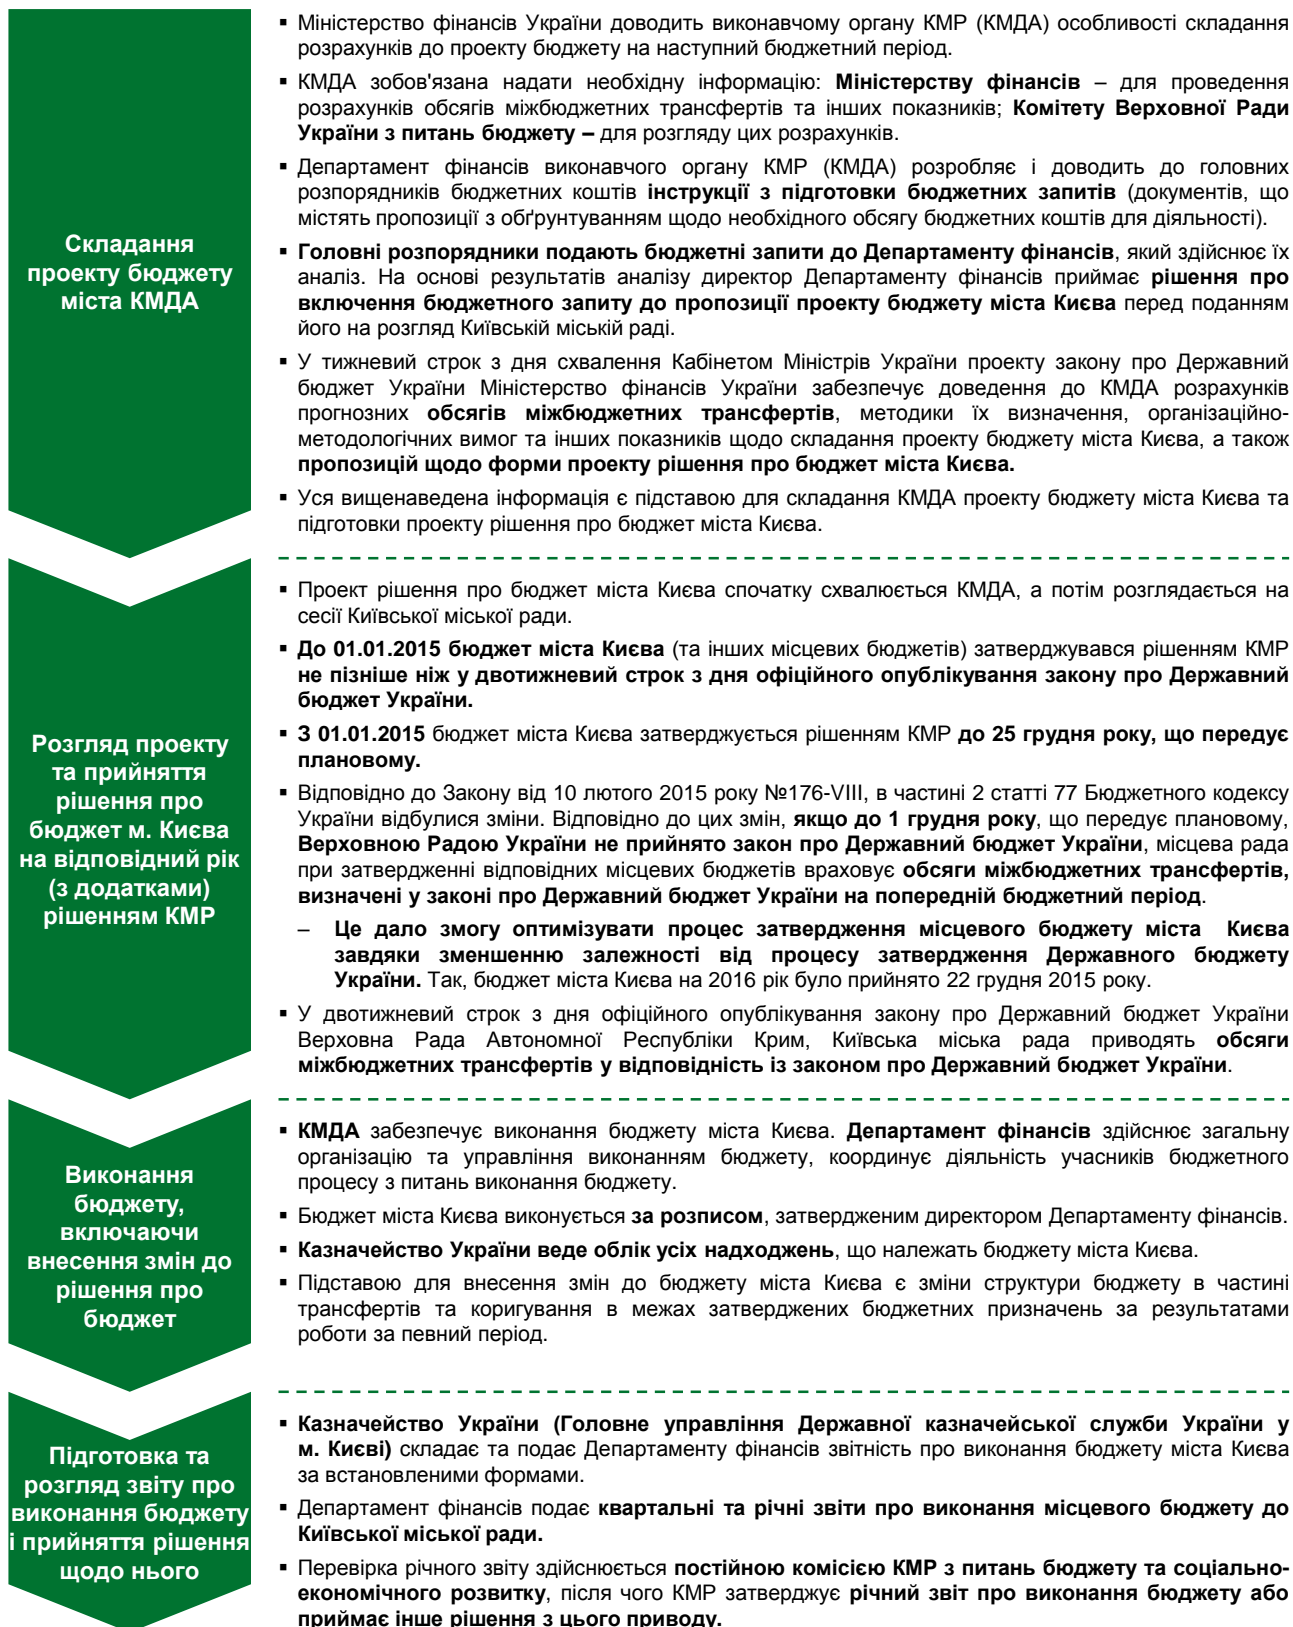 Складання
проекту бюджету
міста КМДА
▪ Міністерство фінансів України доводить виконавчому органу КМР (КМДА) особливості складання
розрахунків до проекту бюджету на наступний бюджетний період.
▪ КМДА зобов'язана надати необхідну інформацію: Міністерству фінансів – для проведення
розрахунків обсягів міжбюджетних трансфертів та інших показників; Комітету Верховної Ради
України з питань бюджету – для розгляду цих розрахунків.
▪ Департамент фінансів виконавчого органу КМР (КМДА) розробляє і доводить до головних
розпорядників бюджетних коштів інструкції з підготовки бюджетних запитів (документів, що
містять пропозиції з обґрунтуванням щодо необхідного обсягу бюджетних коштів для діяльності).
▪ Головні розпорядники подають бюджетні запити до Департаменту фінансів, який здійснює їх
аналіз. На основі результатів аналізу директор Департаменту фінансів приймає рішення про
включення бюджетного запиту до пропозиції проекту бюджету міста Києва перед поданням
його на розгляд Київській міській раді.
▪ У тижневий строк з дня схвалення Кабінетом Міністрів України проекту закону про Державний
бюджет України Міністерство фінансів України забезпечує доведення до КМДА розрахунків
прогнозних обсягів міжбюджетних трансфертів, методики їх визначення, організаційно-
методологічних вимог та інших показників щодо складання проекту бюджету міста Києва, а також
пропозицій щодо форми проекту рішення про бюджет міста Києва.
▪ Уся вищенаведена інформація є підставою для складання КМДА проекту бюджету міста Києва та
підготовки проекту рішення про бюджет міста Києва.
Розгляд проекту
та прийняття
рішення про
бюджет м. Києва
на відповідний рік
(з додатками)
рішенням КМР
▪ Проект рішення про бюджет міста Києва спочатку схвалюється КМДА, а потім розглядається на
сесії Київської міської ради.
▪ До 01.01.2015 бюджет міста Києва (та інших місцевих бюджетів) затверджувався рішенням КМР
не пізніше ніж у двотижневий строк з дня офіційного опублікування закону про Державний
бюджет України.
▪ З 01.01.2015 бюджет міста Києва затверджується рішенням КМР до 25 грудня року, що передує
плановому.
▪ Відповідно до Закону від 10 лютого 2015 року №176-VIII, в частині 2 статті 77 Бюджетного кодексу
України відбулися зміни. Відповідно до цих змін, якщо до 1 грудня року, що передує плановому,
Верховною Радою України не прийнято закон про Державний бюджет України, місцева рада
при затвердженні відповідних місцевих бюджетів враховує обсяги міжбюджетних трансфертів,
визначені у законі про Державний бюджет України на попередній бюджетний період.
– Це дало змогу оптимізувати процес затвердження місцевого бюджету міста Києва
завдяки зменшенню залежності від процесу затвердження Державного бюджету
України. Так, бюджет міста Києва на 2016 рік було прийнято 22 грудня 2015 року.
▪ У двотижневий строк з дня офіційного опублікування закону про Державний бюджет України
Верховна Рада Автономної Республіки Крим, Київська міська рада приводять обсяги
міжбюджетних трансфертів у відповідність із законом про Державний бюджет України.
Виконання
бюджету,
включаючи
внесення змін до
рішення про
бюджет
▪ КМДА забезпечує виконання бюджету міста Києва. Департамент фінансів здійснює загальну
організацію та управління виконанням бюджету, координує діяльність учасників бюджетного
процесу з питань виконання бюджету.
▪ Бюджет міста Києва виконується за розписом, затвердженим директором Департаменту фінансів.
▪ Казначейство України веде облік усіх надходжень, що належать бюджету міста Києва.
▪ Підставою для внесення змін до бюджету міста Києва є зміни структури бюджету в частині
трансфертів та коригування в межах затверджених бюджетних призначень за результатами
роботи за певний період.
Підготовка та
розгляд звіту про
виконання бюджету
і прийняття рішення
щодо нього
▪ Казначейство України (Головне управління Державної казначейської служби України у
м. Києві) складає та подає Департаменту фінансів звітність про виконання бюджету міста Києва
за встановленими формами.
▪ Департамент фінансів подає квартальні та річні звіти про виконання місцевого бюджету до
Київської міської ради.
▪ Перевірка річного звіту здійснюється постійною комісією КМР з питань бюджету та соціально-
економічного розвитку, після чого КМР затверджує річний звіт про виконання бюджету або
приймає інше рішення з цього приводу.